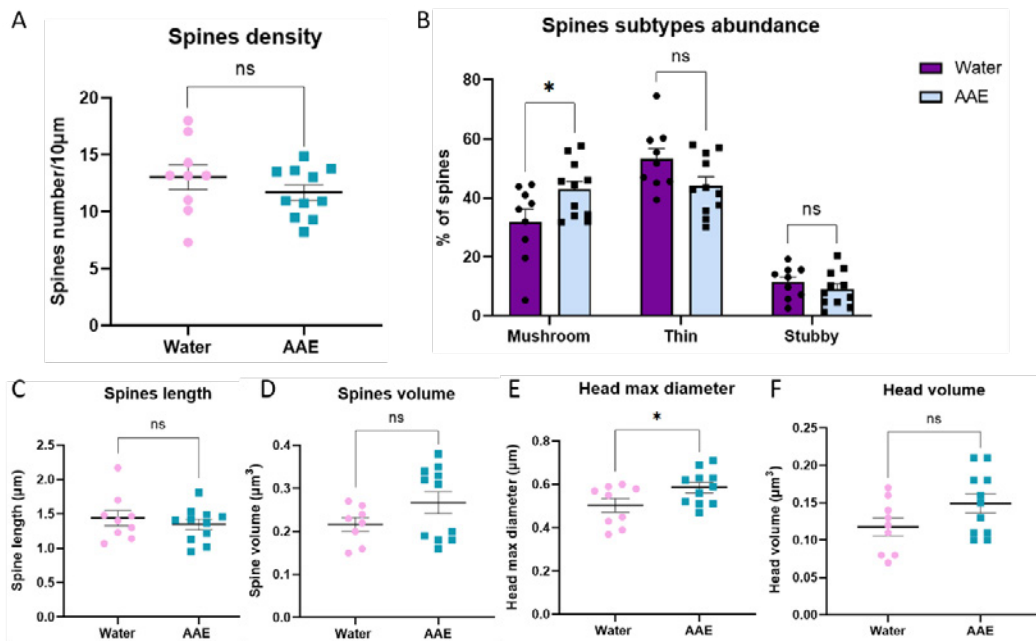 A
Spines density
ns
Spines number/10µm
20
15
10
5
0
Water
AAE
B
Spines subtypes abundance
Water
AAE
ns
*
ns
% of spines
80
60
40
20
0
Mushroom
Thin
Stubby
C
Spines length
ns
Spine length (µm)
2.5
2.0
1.5
1.0
0.5
0.0
Water
AAE
D
Spines volume
ns
Spine volume (µm³)
0.4
0.3
0.2
0.1
0.0
Water
AAE
E
Head max diameter
*
Head max diameter (µm)
0.8
0.6
0.4
0.2
0.0
Water
AAE
F
Head volume
ns
Head volume (µm³)
0.25
0.20
0.15
0.10
0.05
0.00
Water
AAE